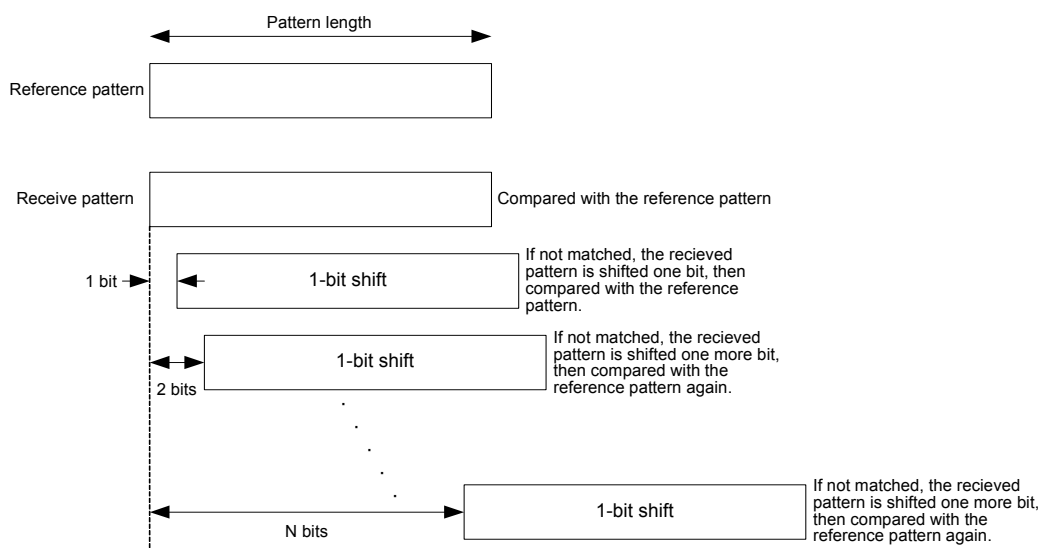 Pattern length
Reference pattern
Receive pattern
Compared with the reference pattern
1 bit
1-bit shift
If not matched, the recieved
pattern is shifted one bit, then
compared with the reference
pattern.
1-bit shift
2 bits
If not matched, the recieved
pattern is shifted one more bit,
then compared with the
reference pattern again.
N bits
1-bit shift
If not matched, the recieved
pattern is shifted one more bit,
then compared with the
reference pattern again.